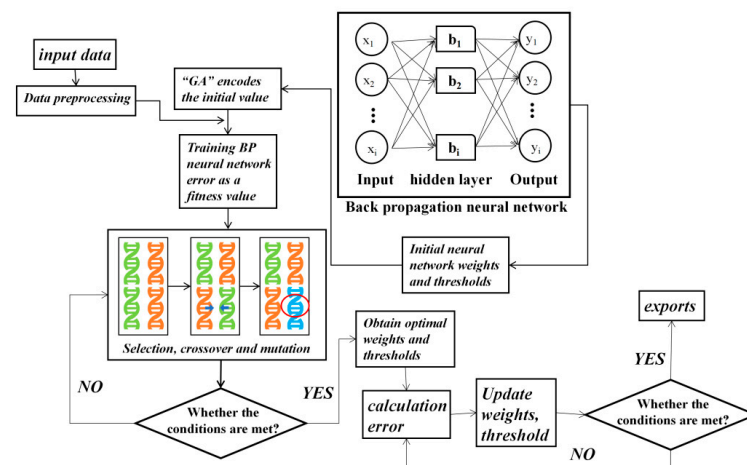 input data
Data preprocessing
“GA” encodes
the initial value
Training BP
neural network
error as a
fitness value
x1
x2
xi
b1
b2
bi
y1
y2
yi
Input
hidden layer
Output
Back propagation neural network
Initial neural
network weights
and thresholds
Selection, crossover and mutation
NO
YES
Whether the
conditions are met?
Obtain optimal
weights and
thresholds
calculation
error
Update
weights,
threshold
exports
YES
Whether the
conditions are met?
NO